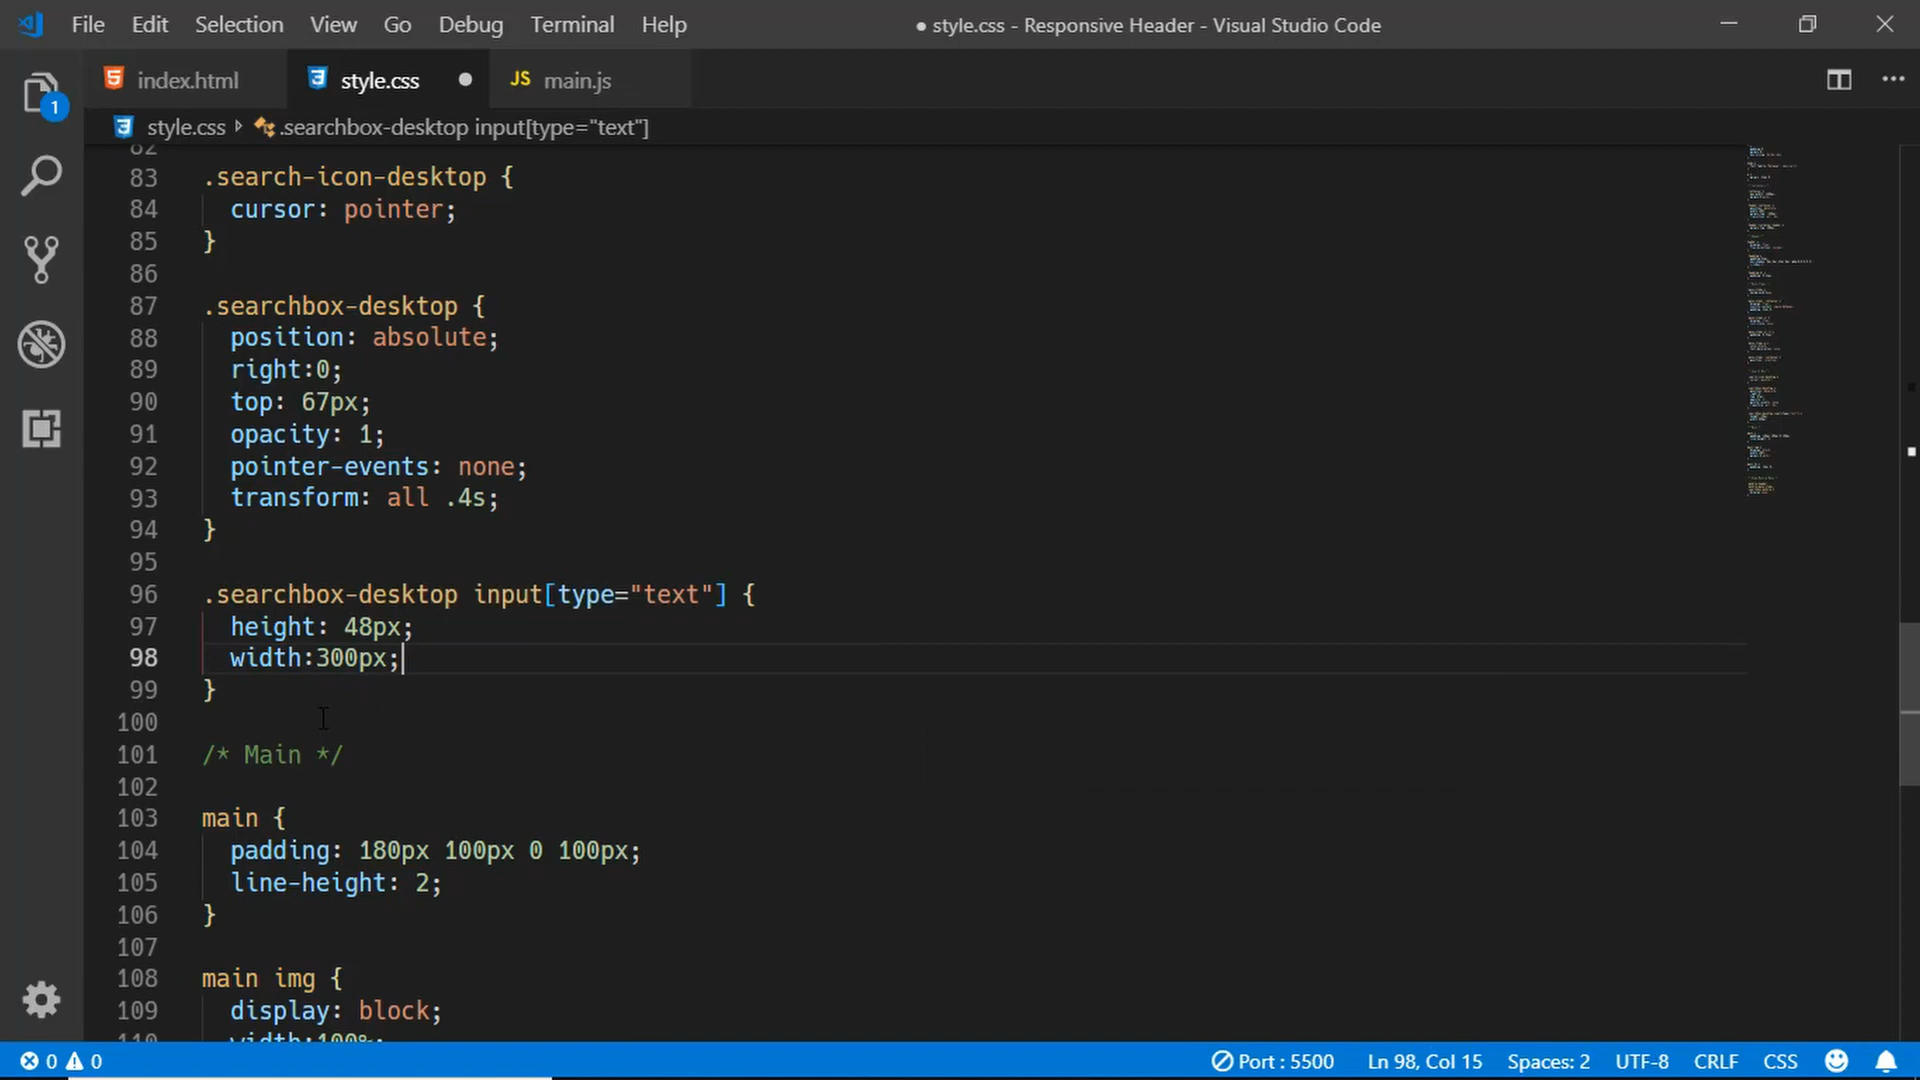 File Edit Selection View Go Debug Terminal Help ● style.css - Responsive Header - Visual Studio Code
index.html style.css ● JS main.js
1
style.css .searchbox-desktop input[type="text"]
82
83 .search-icon-desktop {
84 cursor: pointer;
85 }
86
87 .searchbox-desktop {
88 position: absolute;
89 right:0;
90 top: 67px;
91 opacity: 1;
92 pointer-events: none;
93 transform: all .4s;
94 }
95
96 .searchbox-desktop input[type="text"] {
97 height: 48px;
98 width:300px;
99 }
100
101 /* Main */
102
103 main {
104 padding: 180px 100px 0 100px;
105 line-height: 2;
106 }
107
108 main img {
109 display: block;
110 width:100%;
0 0 Port : 5500 Ln 98, Col 15 Spaces: 2 UTF-8 CRLF CSS